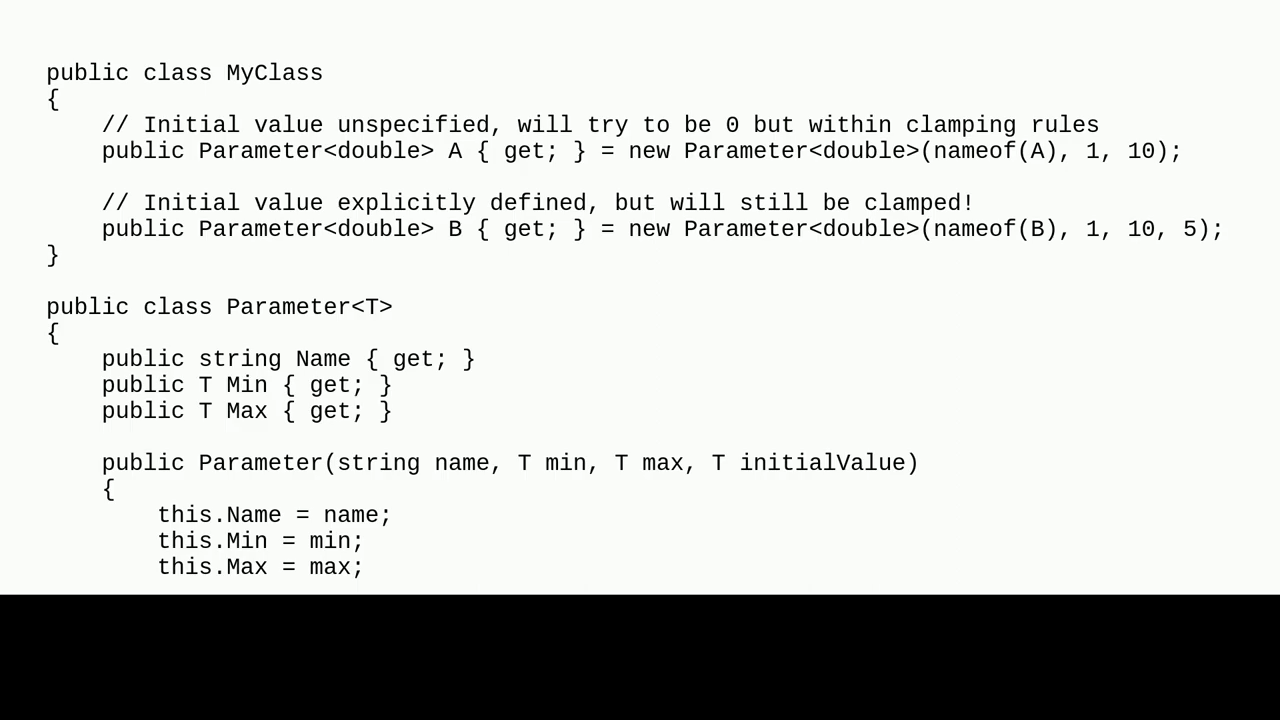 public class MyClass
{
    // Initial value unspecified, will try to be 0 but within clamping rules
    public Parameter<double> A { get; } = new Parameter<double>(nameof(A), 1, 10);

    // Initial value explicitly defined, but will still be clamped!
    public Parameter<double> B { get; } = new Parameter<double>(nameof(B), 1, 10, 5);
}

public class Parameter<T>
{
    public string Name { get; }
    public T Min { get; }
    public T Max { get; }

    public Parameter(string name, T min, T max, T initialValue)
    {
        this.Name = name;
        this.Min = min;
        this.Max = max;